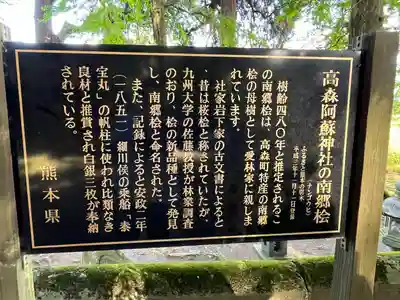 高森阿蘇神社の南郷桧
樹齢四八〇年と推定されるこ
の南郷桧は、高森町特産の南郷
桧の母樹として愛林家に親しま
れています。
社家岩下家の古文書によると
、昔は桜桧と称されていたが、
九州大学の佐藤教授が林業調査
のおり、桧の新品種として発見
し、南郷桧と命名された。
また、記録によると安政二年
(一八五一)細川侯の乗船「泰
宝丸」の帆柱に使われ比類なき
良材と推賞され白銀三枚が奉納
されている。
熊本県